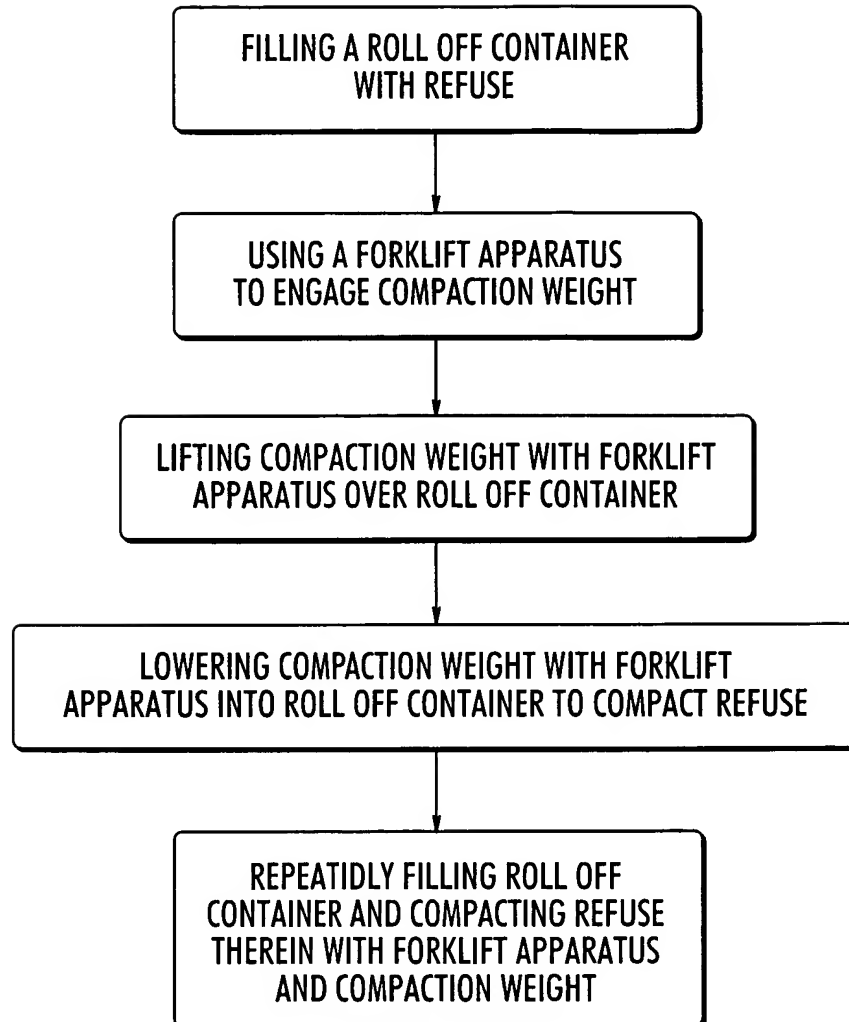 FILLING A ROLL OFF CONTAINER
WITH REFUSE
USING A FORKLIFT APPARATUS
TO ENGAGE COMPACTION WEIGHT
LIFTING COMPACTION WEIGHT WITH FORKLIFT
APPARATUS OVER ROLL OFF CONTAINER
LOWERING COMPACTION WEIGHT WITH FORKLIFT
APPARATUS INTO ROLL OFF CONTAINER TO COMPACT REFUSE
REPEATIDLY FILLING ROLL OFF
CONTAINER AND COMPACTING REFUSE
THEREIN WITH FORKLIFT APPARATUS
AND COMPACTION WEIGHT